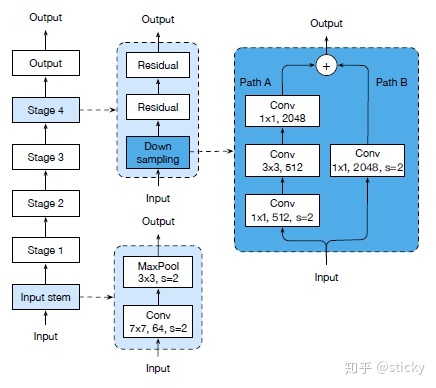 Output
Output
Stage 4
Stage 3
Stage 2
Stage 1
Input stem
Input
Output
Residual
Residual
Down
sampling
Input
Output
MaxPool
3x3, s=2
Conv
7x7, 64, s=2
Input
Output
+
Path A
Path B
Conv
1x1, 2048
Conv
3x3, 512
Conv
1x1, 2048, s=2
Conv
1x1, 512, s=2
Input
知乎 @sticky